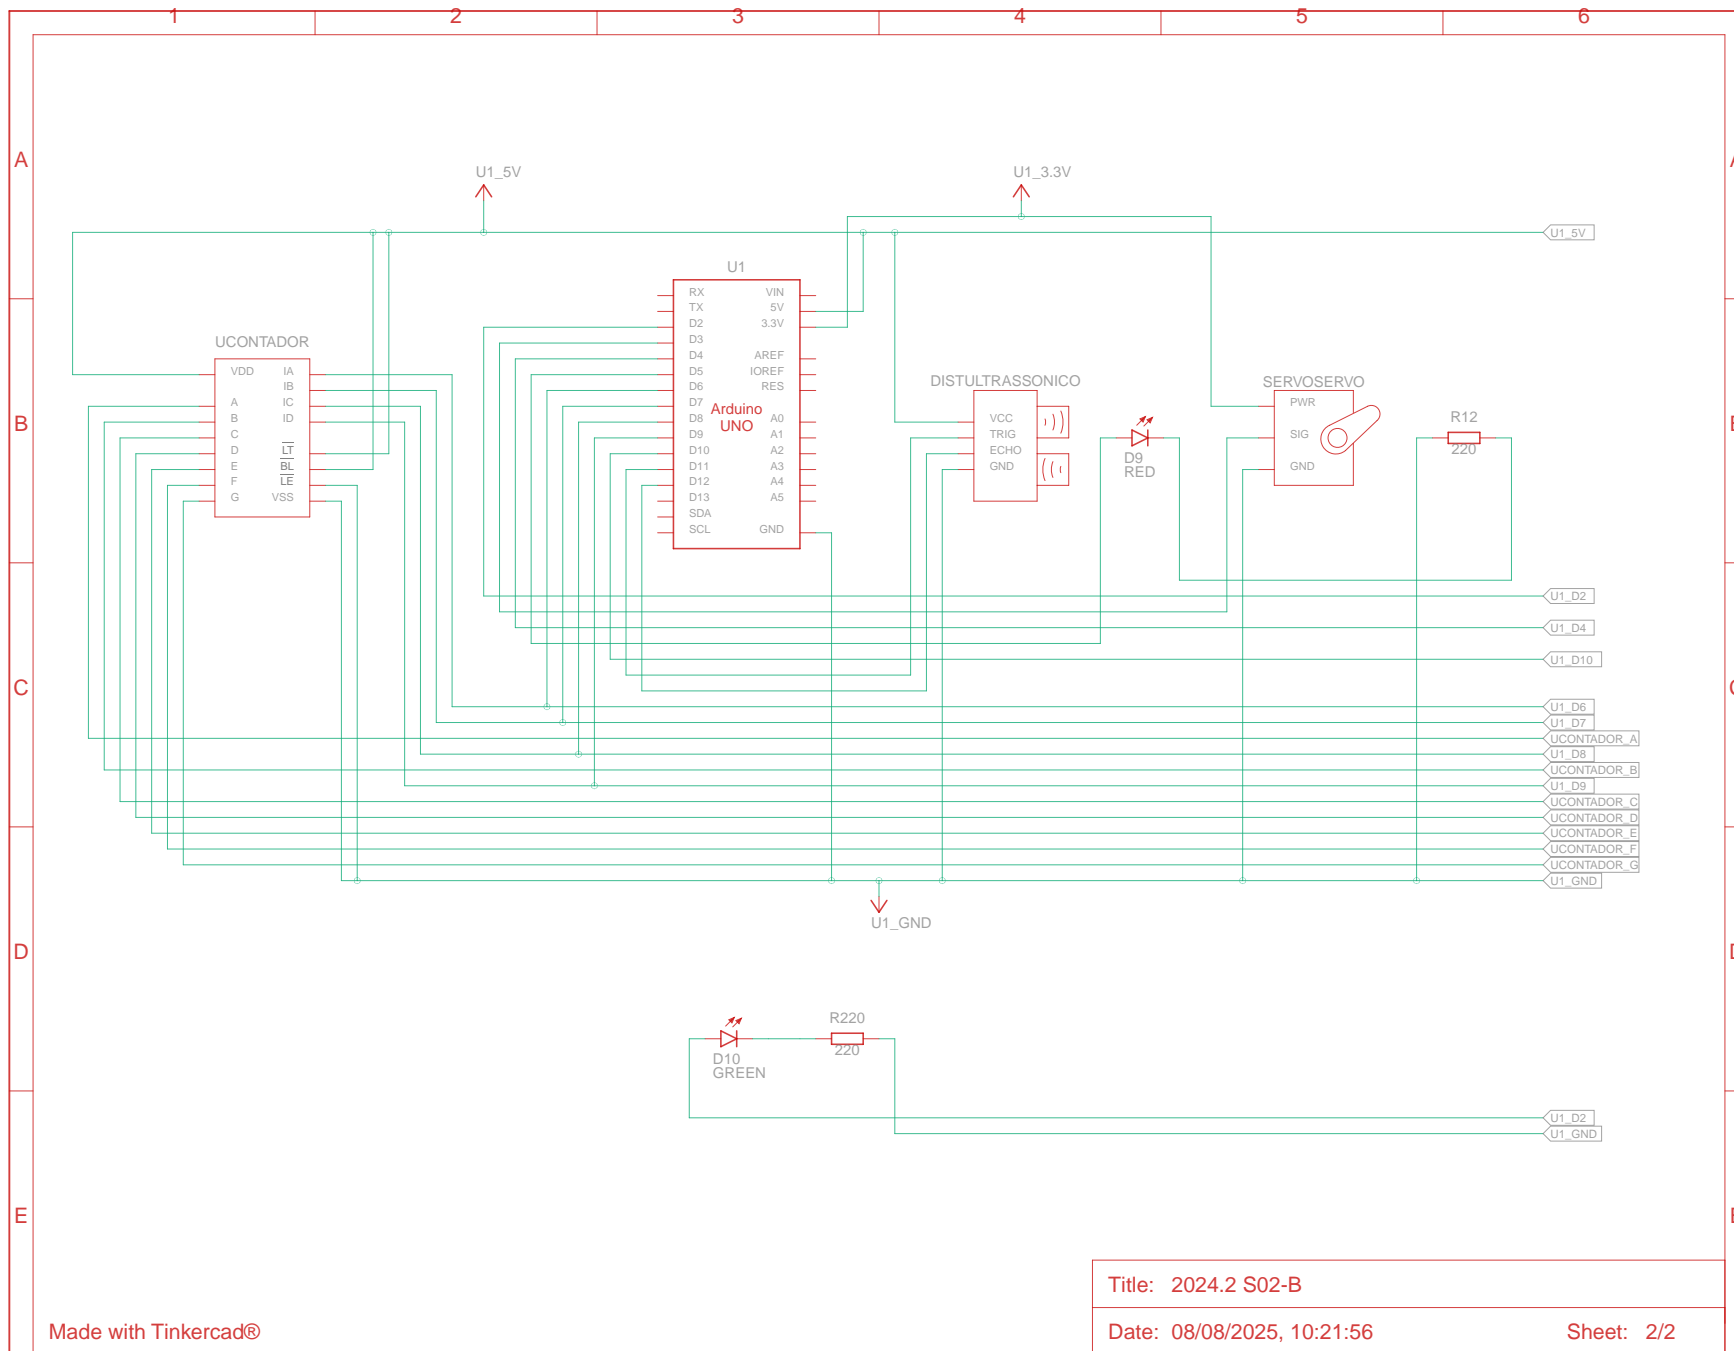 1 2 3 4 5 6
A
U1_5V
U1_3.3V
U1_5V
U1
RX VIN
TX 5V
D2 3.3V
D3
D4 AREF
D5 IOREF
D6 RES
D7
D8 A0
D9 A1
D10 A2
D11 A3
D12 A4
D13 A5
SDA
SCL GND
Arduino
UNO
B
UCONTADOR
VDD IA
IB
A IC
B ID
C
D LT
E BL
F LE
G VSS
DISTULTRASSONICO
VCC
TRIG
ECHO
GND
D9
RED
SERVOSERVO
PWR
SIG
GND
R12
220
U1_D2
U1_D4
U1_D10
C
U1_D6
U1_D7
UCONTADOR_A
U1_D8
UCONTADOR_B
U1_D9
UCONTADOR_C
UCONTADOR_D
UCONTADOR_E
UCONTADOR_F
UCONTADOR_G
U1_GND
U1_GND
D
D10
GREEN
R220
220
U1_D2
U1_GND
E
Title: 2024.2 S02-B
Made with Tinkercad®
Date: 08/08/2025, 10:21:56 Sheet: 2/2